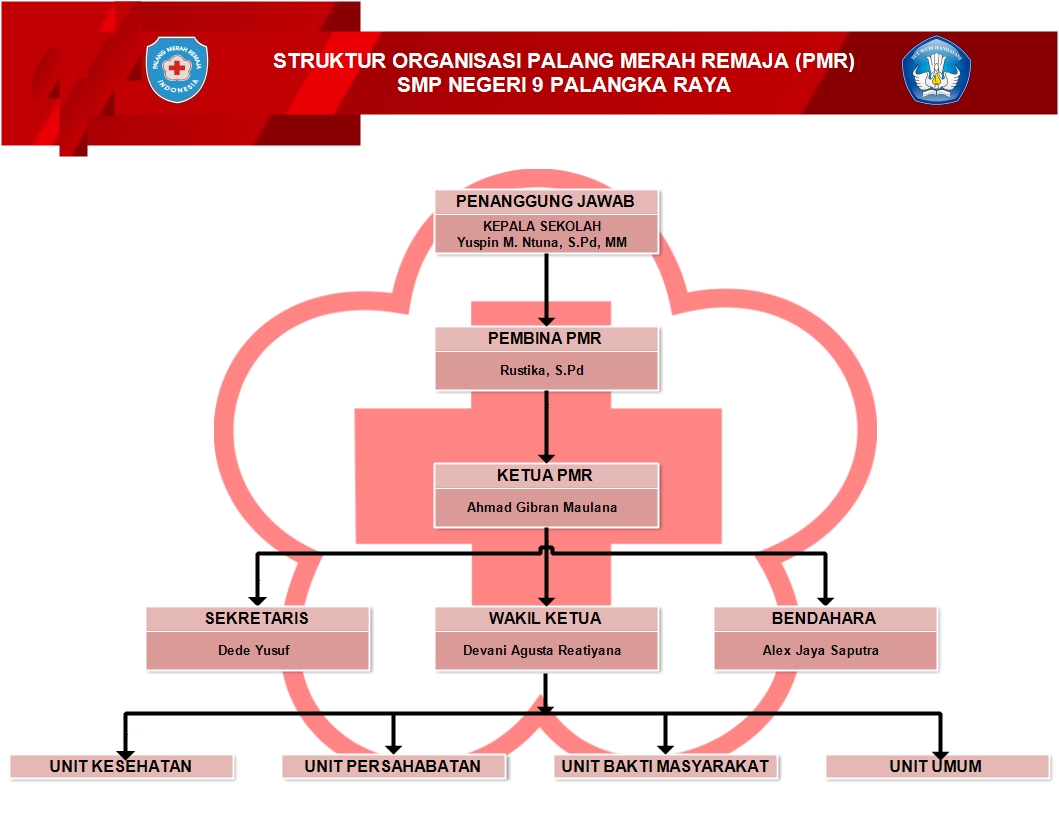 PALANG MERAH REMAJA
INDONESIA
STRUKTUR ORGANISASI PALANG MERAH REMAJA (PMR)
SMP NEGERI 9 PALANGKA RAYA
TUT WURI HANDAYANI
PENANGGUNG JAWAB
KEPALA SEKOLAH
Yuspin M. Ntuna, S.Pd, MM
PEMBINA PMR
Rustika, S.Pd
KETUA PMR
Ahmad Gibran Maulana
SEKRETARIS
Dede Yusuf
WAKIL KETUA
Devani Agusta Reatiyana
BENDAHARA
Alex Jaya Saputra
UNIT KESEHATAN
UNIT PERSAHABATAN
UNIT BAKTI MASYARAKAT
UNIT UMUM